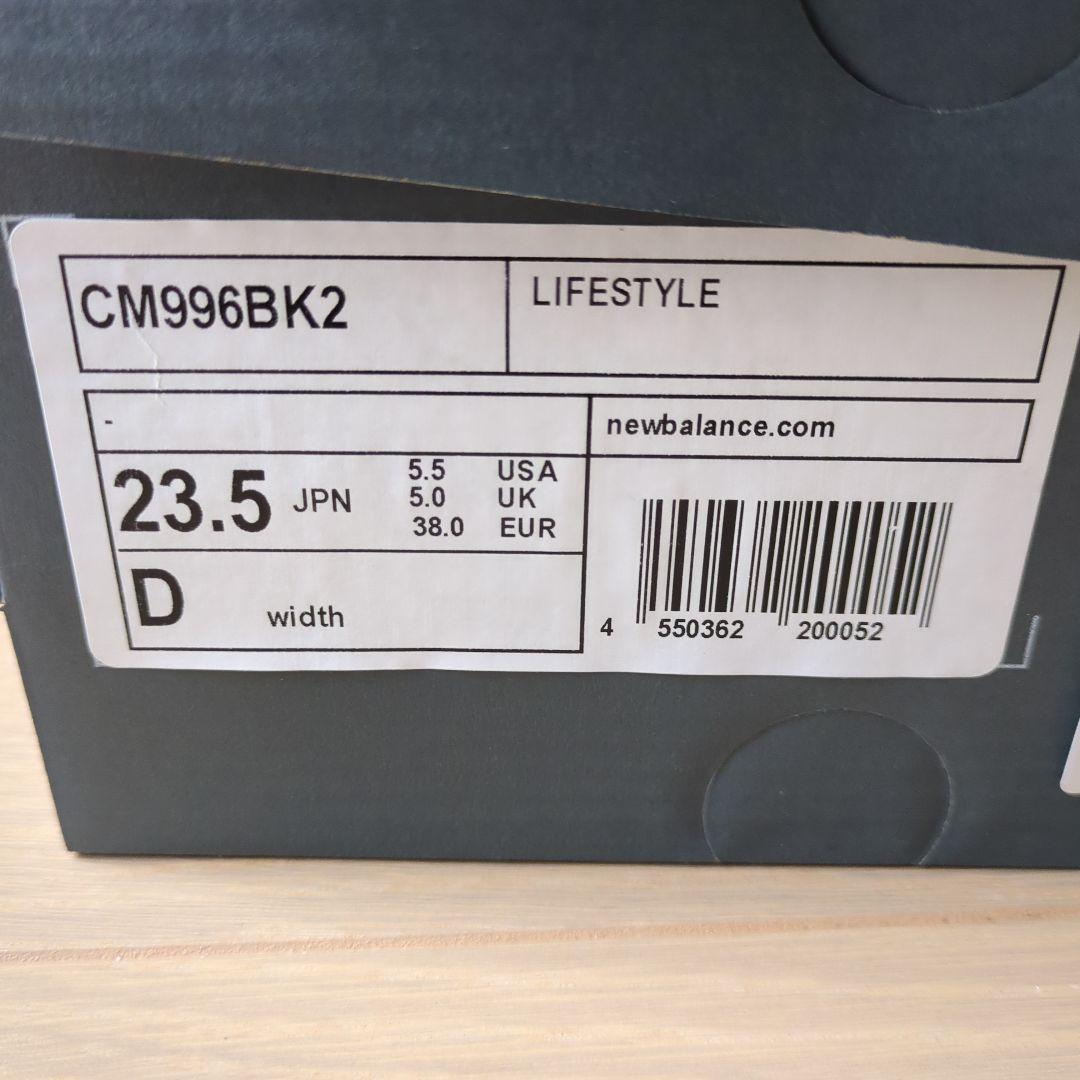 CM996BK2
LIFESTYLE
-
newbalance.com
23.5 JPN
5.5 USA
5.0 UK
38.0 EUR
D width
4 550362 200052